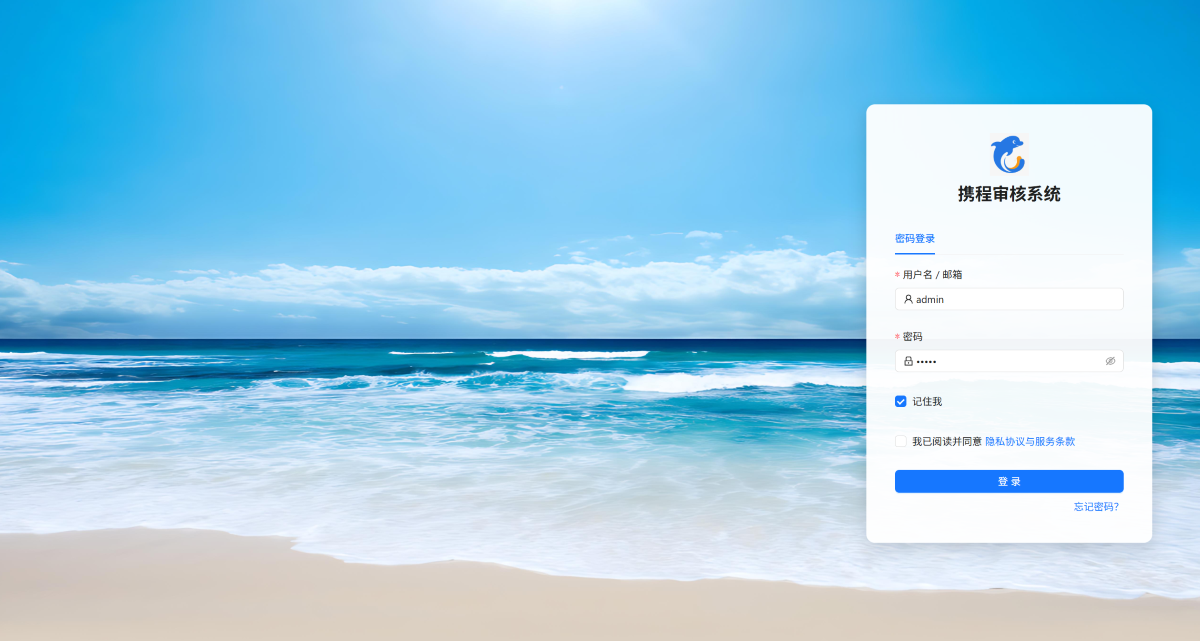 携程审核系统
密码登录
* 用户名 / 邮箱
admin
* 密码
•••••
记住我
我已阅读并同意 隐私协议与服务条款
登 录
忘记密码?